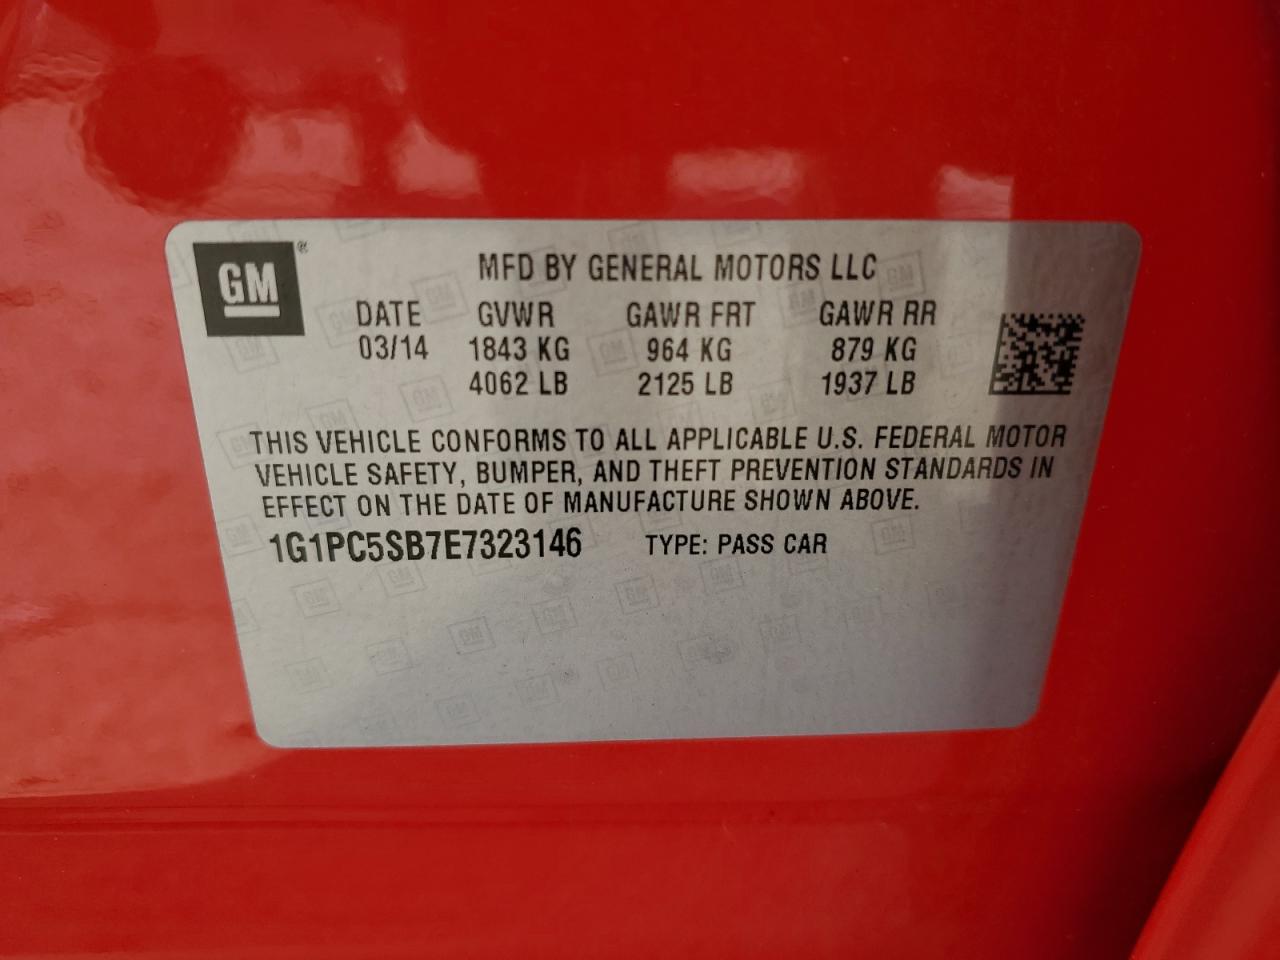 GM®
MFD BY GENERAL MOTORS LLC
DATE GVWR GAWR FRT GAWR RR
03/14 1843 KG 964 KG 879 KG
4062 LB 2125 LB 1937 LB
THIS VEHICLE CONFORMS TO ALL APPLICABLE U.S. FEDERAL MOTOR
VEHICLE SAFETY, BUMPER, AND THEFT PREVENTION STANDARDS IN
EFFECT ON THE DATE OF MANUFACTURE SHOWN ABOVE.
1G1PC5SB7E7323146 TYPE: PASS CAR